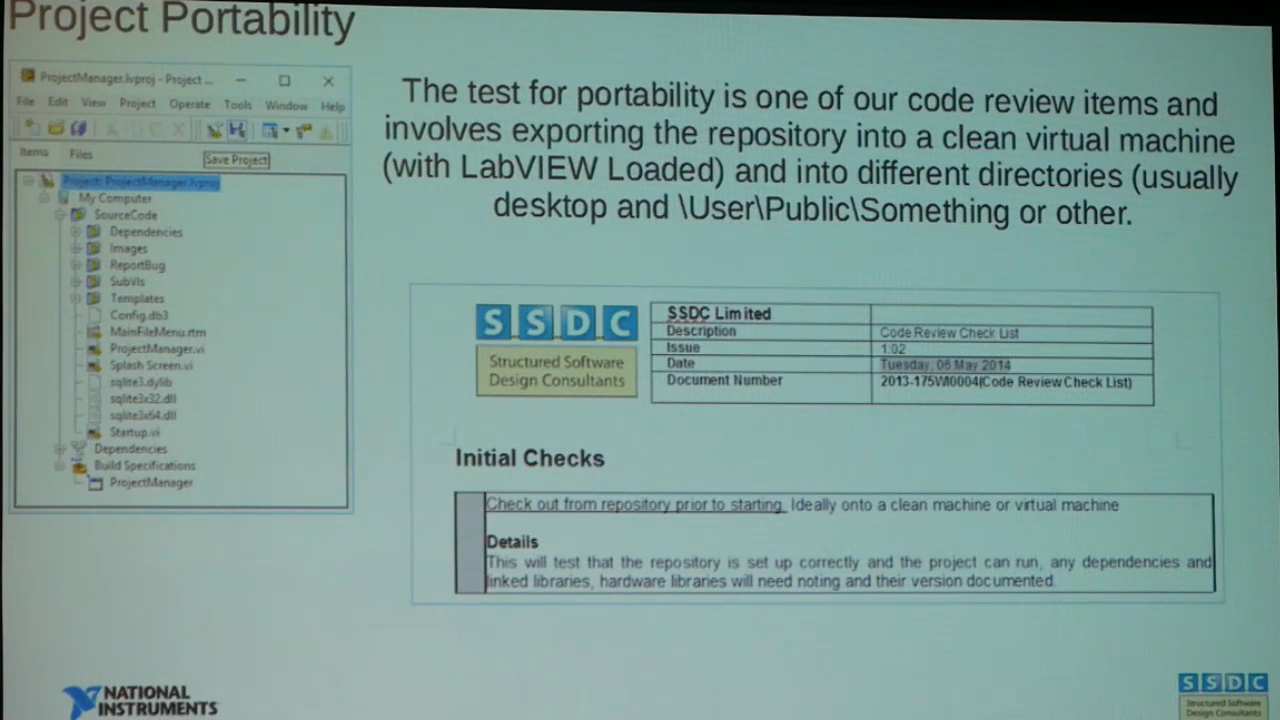 Project Portability
ProjectManager.lvproj - Project ...
File Edit View Project Operate Tools Window Help
Items Files
Save Project
Project: ProjectManager.lvproj
My Computer
SourceCode
Dependencies
Images
ReportBug
SubVIs
Templates
Config.db3
MainFileMenu.rtm
ProjectManager.vi
Splash Screen.vi
sqlite3.dylib
sqlite3x32.dll
sqlite3x64.dll
Startup.vi
Dependencies
Build Specifications
ProjectManager
The test for portability is one of our code review items and
involves exporting the repository into a clean virtual machine
(with LabVIEW Loaded) and into different directories (usually
desktop and \User\Public\Something or other.
SSDC
Structured Software
Design Consultants
SSDC Limited
Description Code Review Check List
Issue 1.02
Date Tuesday, 06 May 2014
Document Number 2013-175WI0004(Code Review Check List)
Initial Checks
Check out from repository prior to starting. Ideally onto a clean machine or virtual machine
Details
This will test that the repository is set up correctly and the project can run, any dependencies and
linked libraries, hardware libraries will need noting and their version documented.
NATIONAL
INSTRUMENTS
SSDC
Structured Software
Design Consultants